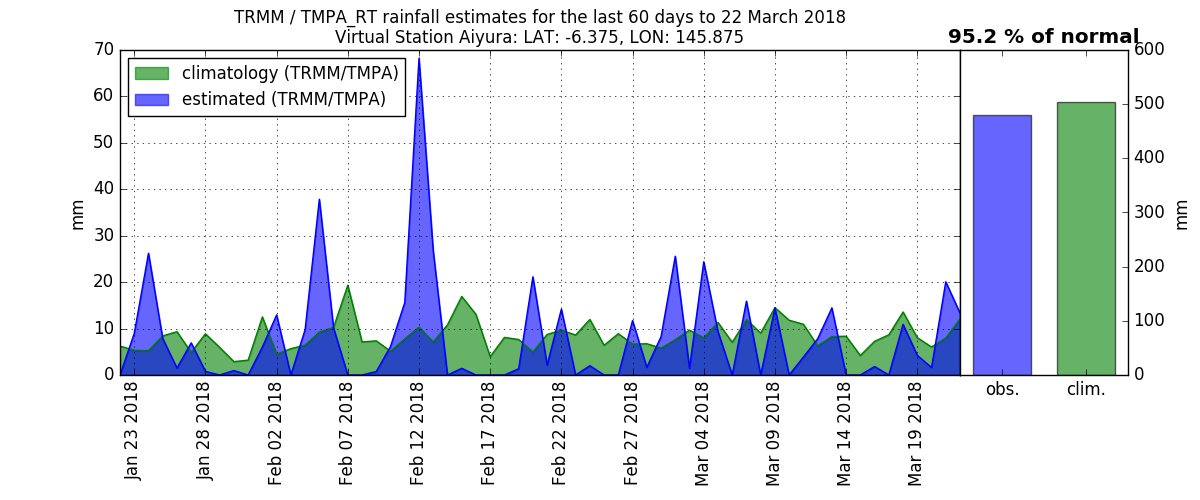 TRMM / TMPA_RT rainfall estimates for the last 60 days to 22 March 2018
Virtual Station Aiyura: LAT: -6.375, LON: 145.875
95.2 % of normal
climatology (TRMM/TMPA)
estimated (TRMM/TMPA)
70
60
50
40
30
20
10
0
mm
600
500
400
300
200
100
0
mm
Jan 23 2018
Jan 28 2018
Feb 02 2018
Feb 07 2018
Feb 12 2018
Feb 17 2018
Feb 22 2018
Feb 27 2018
Mar 04 2018
Mar 09 2018
Mar 14 2018
Mar 19 2018
obs.
clim.